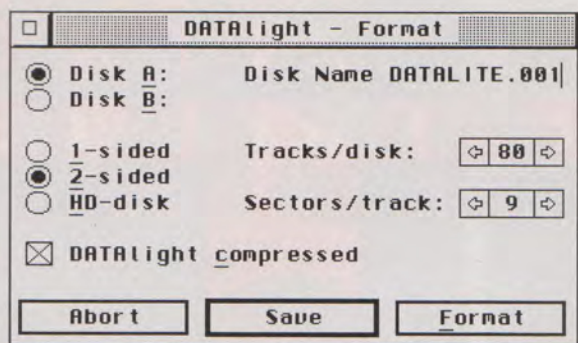 DATAlight - Format
Disk A: Disk Name DATALITE.001
Disk B:
1-sided Tracks/disk: 80
2-sided
HD-disk Sectors/track: 9
DATAlight compressed
Abort Save Format